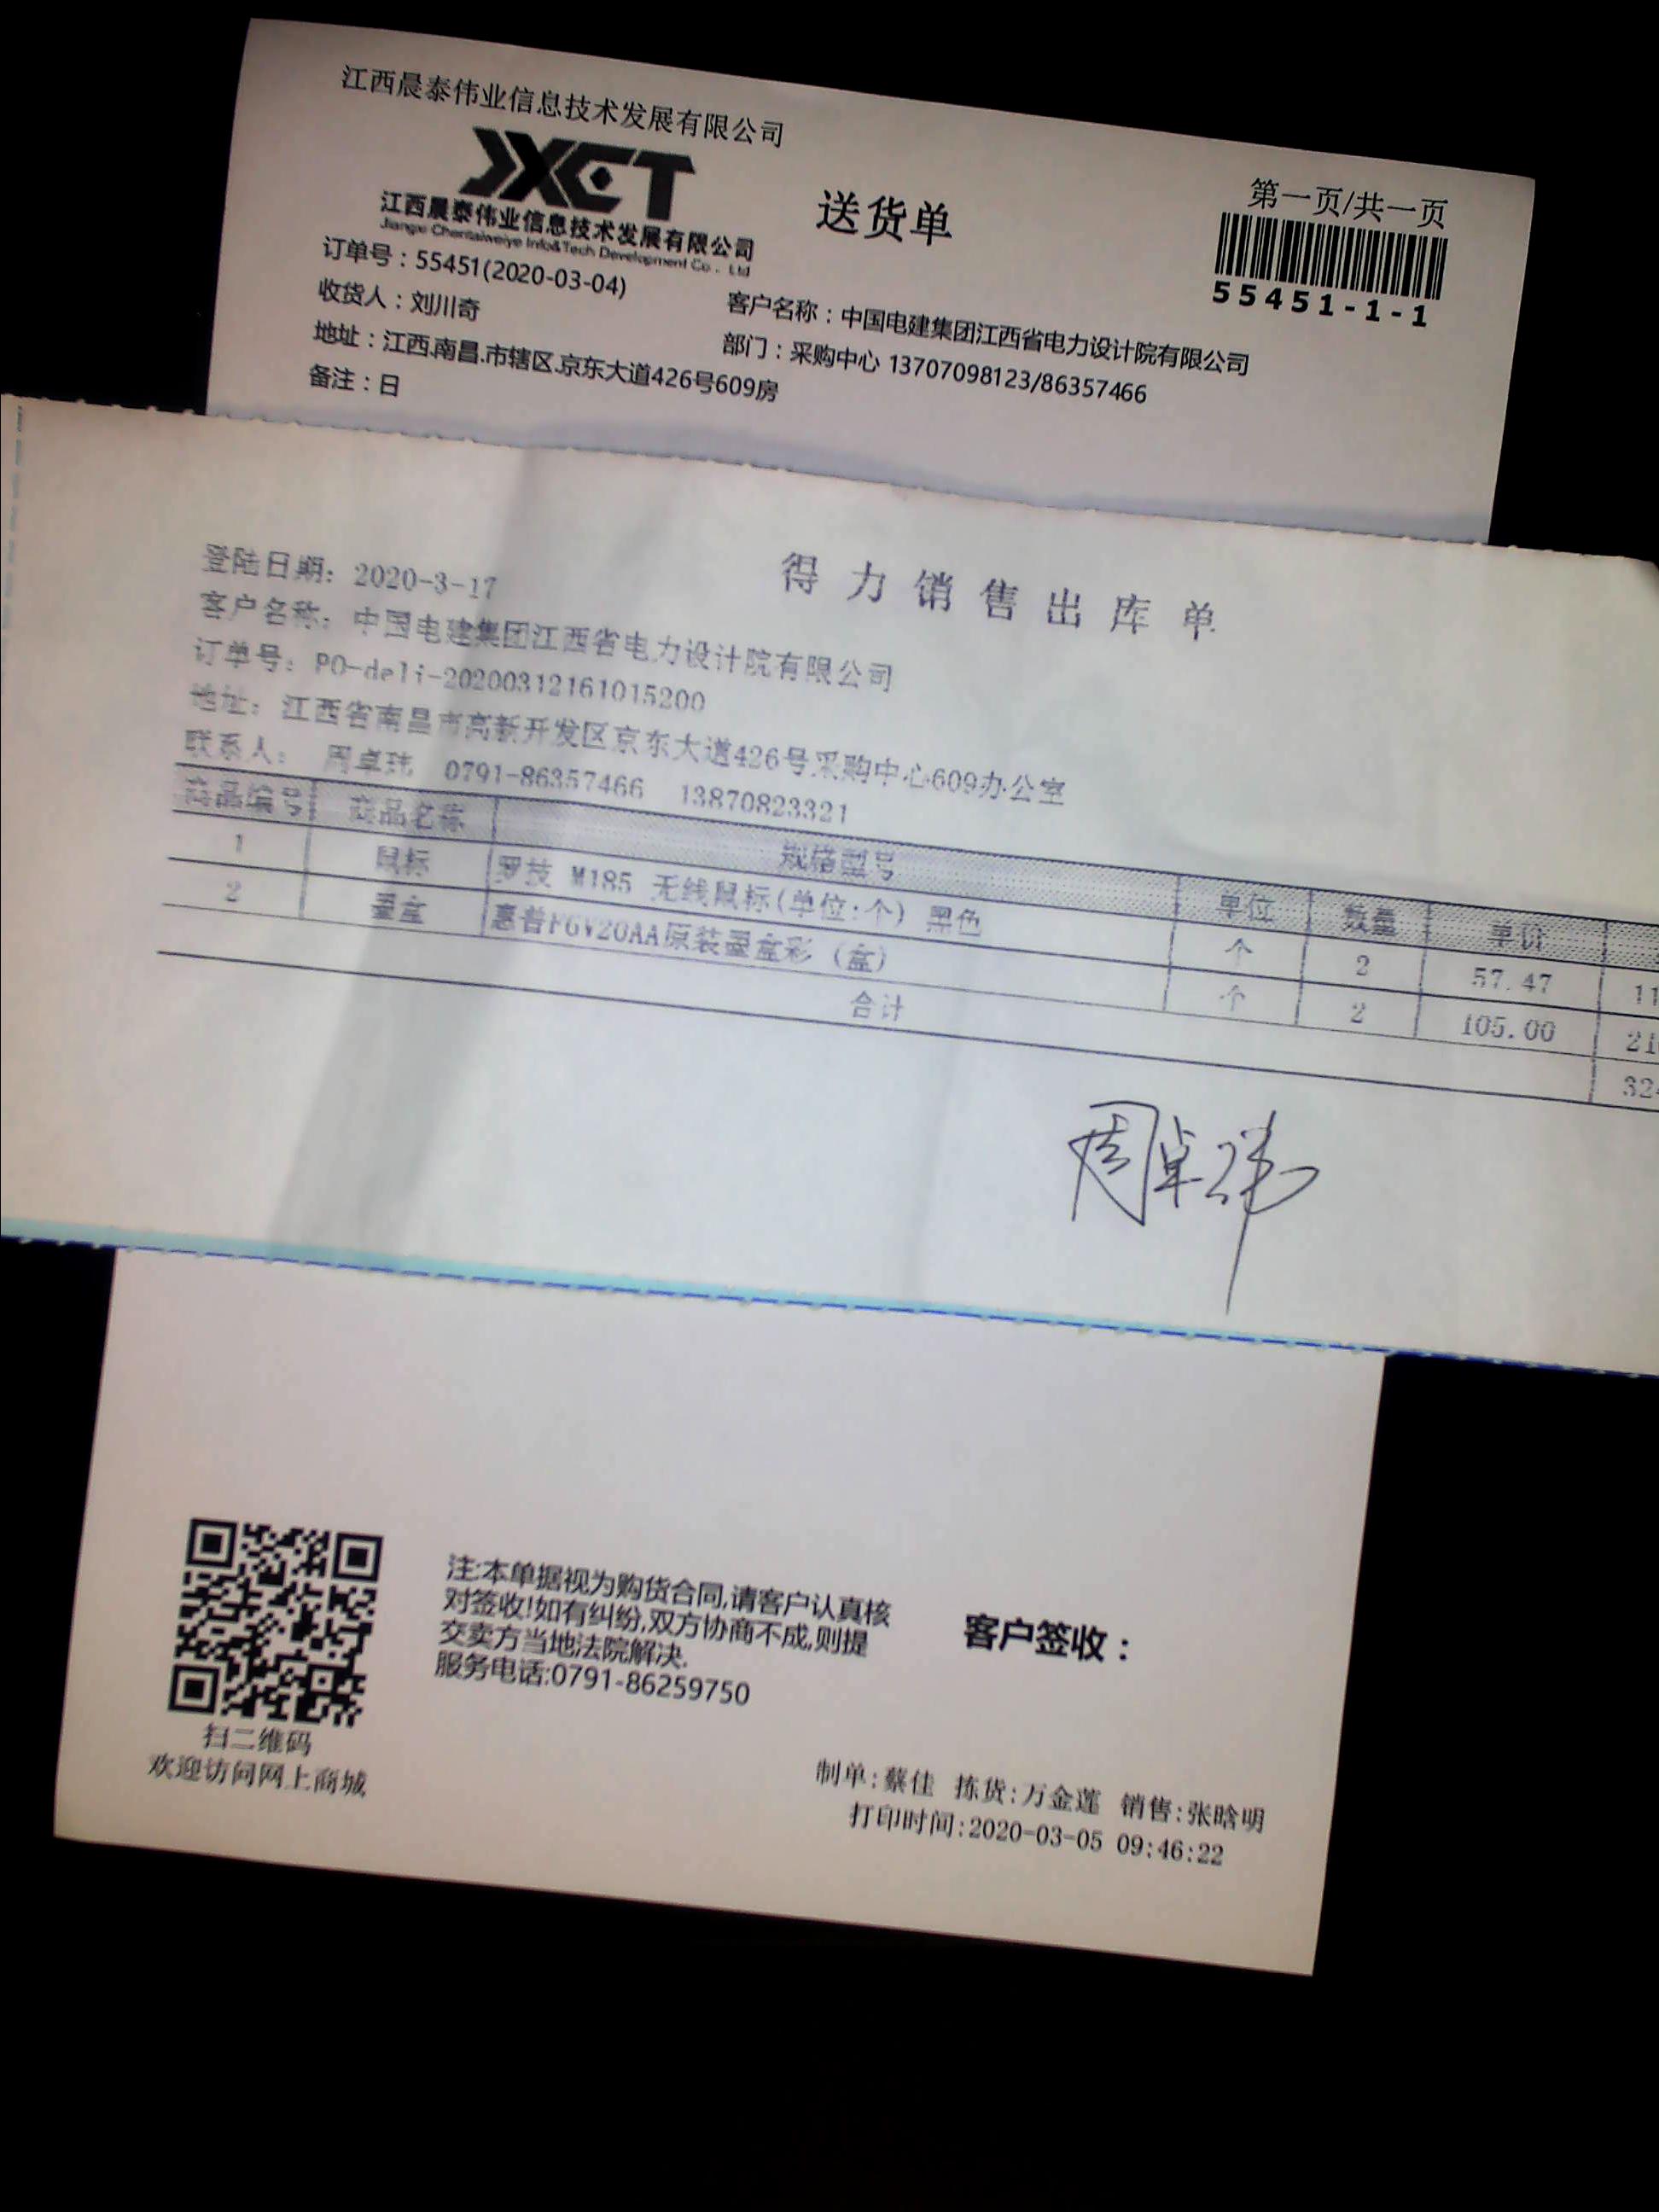 江西晨泰伟业信息技术发展有限公司
JXCT
江西晨泰伟业信息技术发展有限公司
Jiangxi Chentaiweiye Info&Tech Development Co., Ltd
送货单
第一页/共一页
55451-1-1
订单号：55451(2020-03-04)
收货人：刘川奇
客户名称：中国电建集团江西省电力设计院有限公司
地址：江西.南昌.市辖区.京东大道426号609房
部门：采购中心 13707098123/86357466
备注：日
得力销售出库单
登陆日期：2020-3-17
客户名称：中国电建集团江西省电力设计院有限公司
订单号：PO-deli-20200312161015200
地址：江西省南昌市高新开发区京东大道426号采购中心609办公室
联系人： 周卓玮 0791-86357466 13870823321
商品编号 商品名称 规格型号 单位 数量 单价
1 鼠标 罗技 M185 无线鼠标(单位:个) 黑色 个 2 57.47 11
2 墨盒 惠普F6V20AA原装墨盒彩（盒） 个 2 105.00 21
合计 324
周卓玮
注:本单据视为购货合同,请客户认真核
对签收!如有纠纷,双方协商不成,则提
交卖方当地法院解决.
服务电话:0791-86259750
客户签收：
扫二维码
欢迎访问网上商城
制单:蔡佳 拣货:万金莲 销售:张晗明
打印时间:2020-03-05 09:46:22